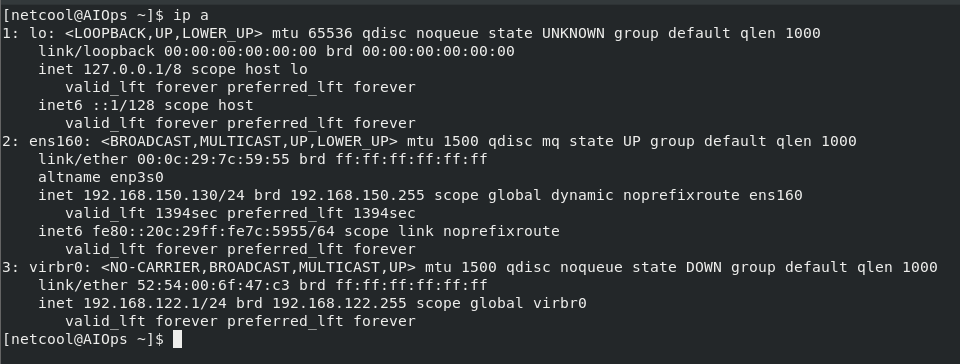 [netcool@AIOps ~]$ ip a
1: lo: <LOOPBACK,UP,LOWER_UP> mtu 65536 qdisc noqueue state UNKNOWN group default qlen 1000
    link/loopback 00:00:00:00:00:00 brd 00:00:00:00:00:00
    inet 127.0.0.1/8 scope host lo
       valid_lft forever preferred_lft forever
    inet6 ::1/128 scope host
       valid_lft forever preferred_lft forever
2: ens160: <BROADCAST,MULTICAST,UP,LOWER_UP> mtu 1500 qdisc mq state UP group default qlen 1000
    link/ether 00:0c:29:7c:59:55 brd ff:ff:ff:ff:ff:ff
    altname enp3s0
    inet 192.168.150.130/24 brd 192.168.150.255 scope global dynamic noprefixroute ens160
       valid_lft 1394sec preferred_lft 1394sec
    inet6 fe80::20c:29ff:fe7c:5955/64 scope link noprefixroute
       valid_lft forever preferred_lft forever
3: virbr0: <NO-CARRIER,BROADCAST,MULTICAST,UP> mtu 1500 qdisc noqueue state DOWN group default qlen 1000
    link/ether 52:54:00:6f:47:c3 brd ff:ff:ff:ff:ff:ff
    inet 192.168.122.1/24 brd 192.168.122.255 scope global virbr0
       valid_lft forever preferred_lft forever
[netcool@AIOps ~]$